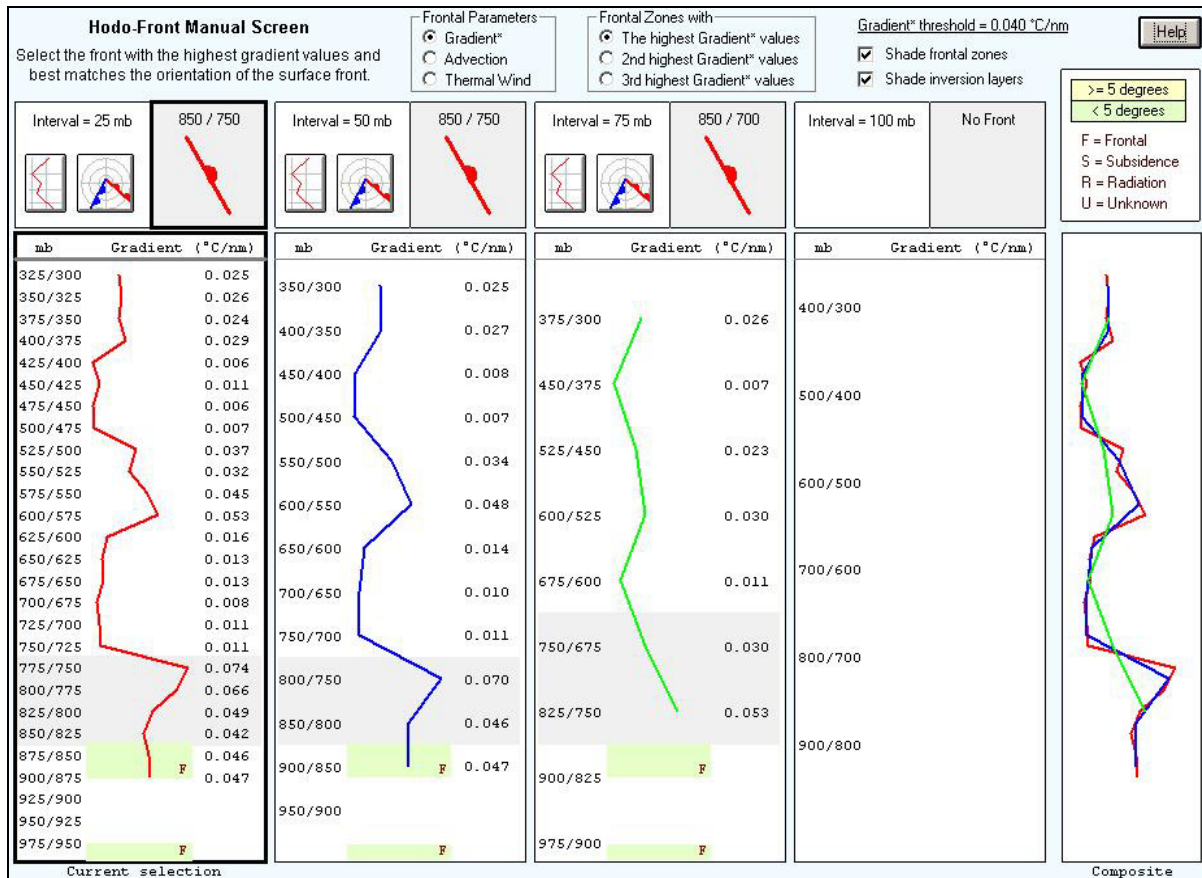 Hodo-Front Manual Screen
Select the front with the highest gradient values and
best matches the orientation of the surface front.
Frontal Parameters
Gradient*
Advection
Thermal Wind
Frontal Zones with
The highest Gradient* values
2nd highest Gradient* values
3rd highest Gradient* values
Gradient* threshold = 0.040 °C/nm
Shade frontal zones
Shade inversion layers
Help
>= 5 degrees
< 5 degrees
F = Frontal
S = Subsidence
R = Radiation
U = Unknown
Interval = 25 mb
850 / 750
Interval = 50 mb
850 / 750
Interval = 75 mb
850 / 700
Interval = 100 mb
No Front
mb Gradient (°C/nm)
325/300 0.025
350/325 0.026
375/350 0.024
400/375 0.029
425/400 0.006
450/425 0.011
475/450 0.006
500/475 0.007
525/500 0.037
550/525 0.032
575/550 0.045
600/575 0.053
625/600 0.016
650/625 0.013
675/650 0.013
700/675 0.008
725/700 0.011
750/725 0.011
775/750 0.074
800/775 0.066
825/800 0.049
850/825 0.042
875/850 0.046
900/875 F 0.047
925/900
950/925
975/950 F
Current selection
mb Gradient (°C/nm)
350/300 0.025
400/350 0.027
450/400 0.008
500/450 0.007
550/500 0.034
600/550 0.048
650/600 0.014
700/650 0.010
750/700 0.011
800/750 0.070
850/800 0.046
900/850 F 0.047
950/900
F
mb Gradient (°C/nm)
375/300 0.026
450/375 0.007
525/450 0.023
600/525 0.030
675/600 0.011
750/675 0.030
825/750 0.053
F
900/825
975/900 F
mb Gradient (°C/nm)
400/300
500/400
600/500
700/600
800/700
900/800
Composite